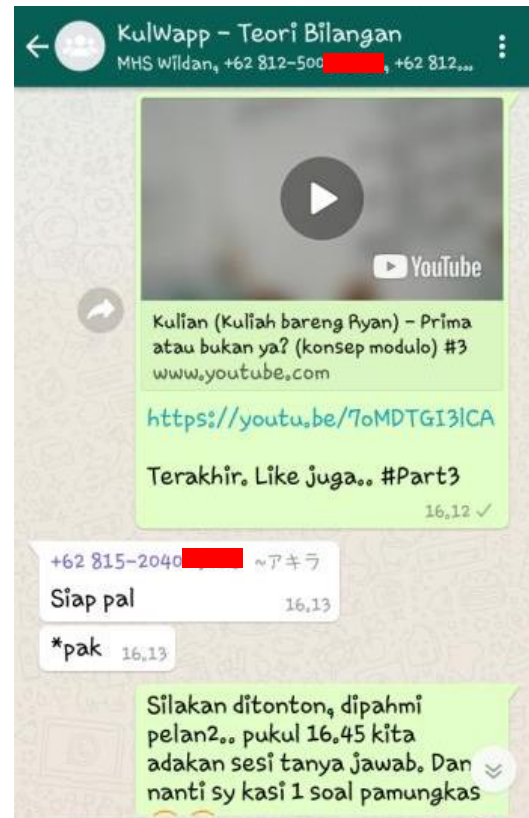 KulWapp – Teori Bilangan
MHS Wildan, +62 812-500, +62 812...
YouTube
Kulian (Kuliah bareng Ryan) – Prima
atau bukan ya? (konsep modulo) #3
www.youtube.com
https://youtu.be/7oMDTGI3lCA
Terakhir. Like juga.. #Part3
16.12
+62 815-2040 ~アキラ
Siap pal
16.13
*pak 16.13
Silakan ditonton, dipahmi
pelan2.. pukul 16.45 kita
adakan sesi tanya jawab. Dan
nanti sy kasi 1 soal pamungkas